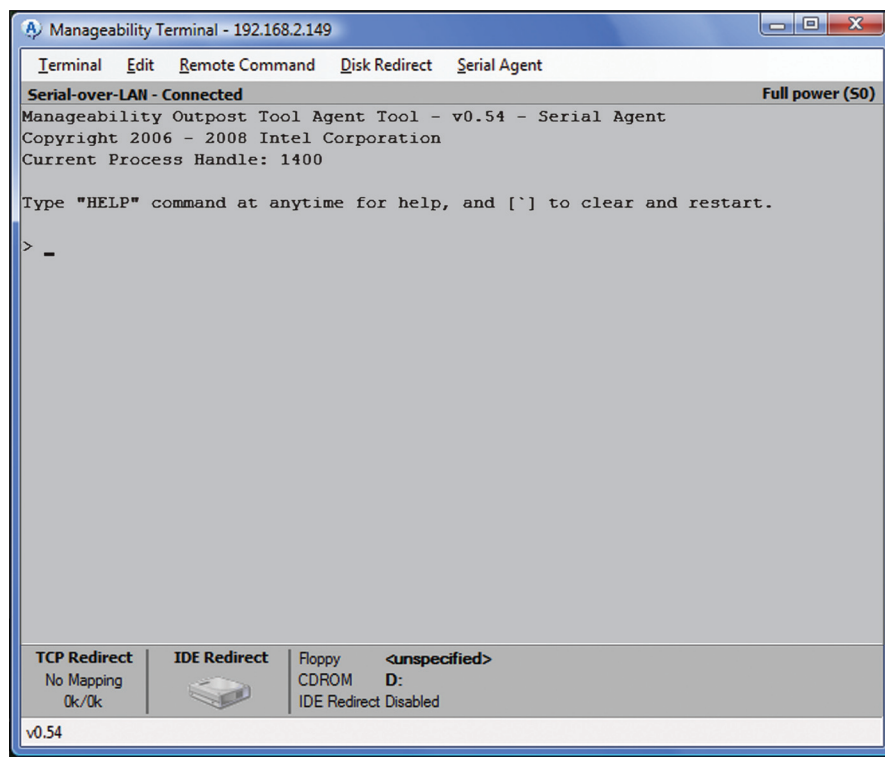 Manageability Terminal - 192.168.2.149
Terminal Edit Remote Command Disk Redirect Serial Agent
Serial-over-LAN - Connected Full power (S0)
Manageability Outpost Tool Agent Tool - v0.54 - Serial Agent
Copyright 2006 - 2008 Intel Corporation
Current Process Handle: 1400
Type "HELP" command at anytime for help, and [`] to clear and restart.
> _
TCP Redirect IDE Redirect Floppy <unspecified>
No Mapping CDROM D:
0k/0k IDE Redirect Disabled
v0.54